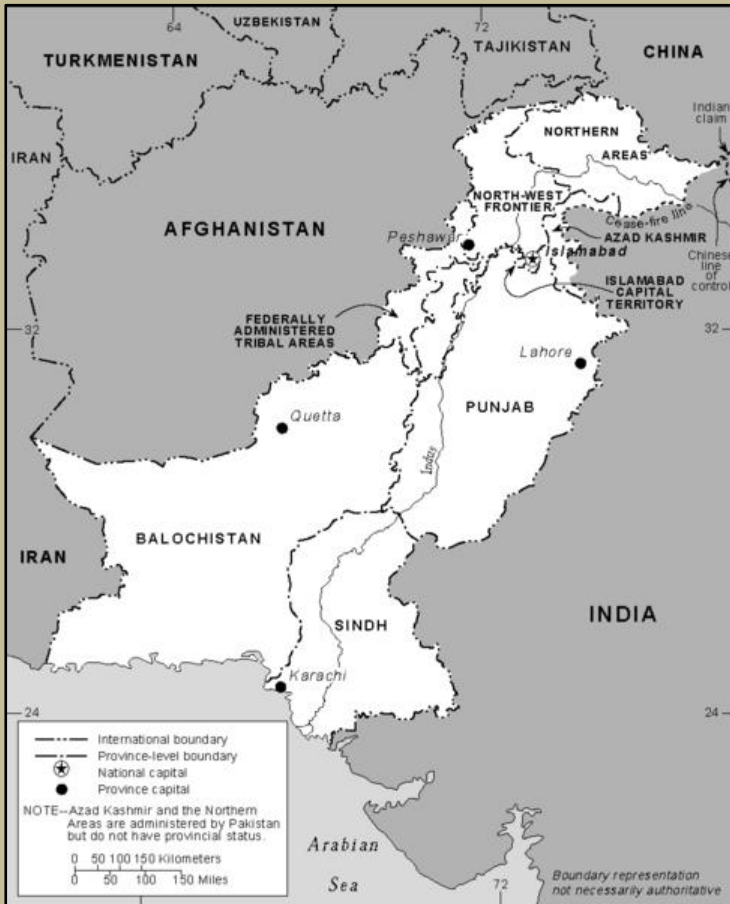 64
72
UZBEKISTAN
TAJIKISTAN
CHINA
TURKMENISTAN
Indian
claim
IRAN
NORTHERN
AREAS
NORTH-WEST
FRONTIER
AFGHANISTAN
Cease-fire line
AZAD KASHMIR
Peshawar
Islamabad
Chinese
line
of
control
ISLAMABAD
CAPITAL
TERRITORY
FEDERALLY
ADMINISTERED
TRIBAL AREAS
32
32
Lahore
PUNJAB
Quetta
Indus
BALOCHISTAN
IRAN
INDIA
SINDH
Karachi
24
24
International boundary
Province-level boundary
National capital
Province capital
NOTE--Azad Kashmir and the Northern
Areas are administered by Pakistan
but do not have provincial status.
0 50 100 150 Kilometers
0 50 100 150 Miles
Arabian
Sea
72
Boundary representation
not necessarily authoritative